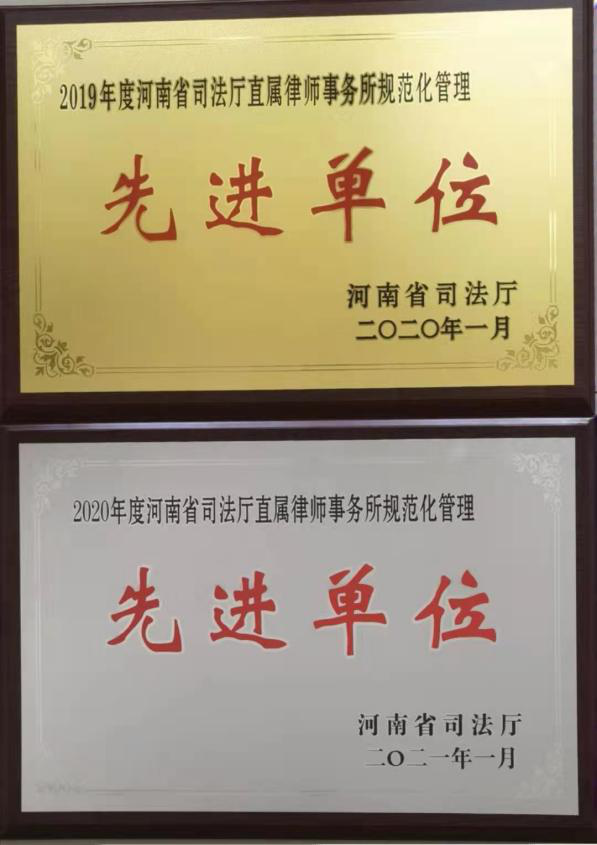 2019年度河南省司法厅直属律师事务所规范化管理
先进单位
河南省司法厅
二〇二〇年一月
2020年度河南省司法厅直属律师事务所规范化管理
先进单位
河南省司法厅
二〇二一年一月